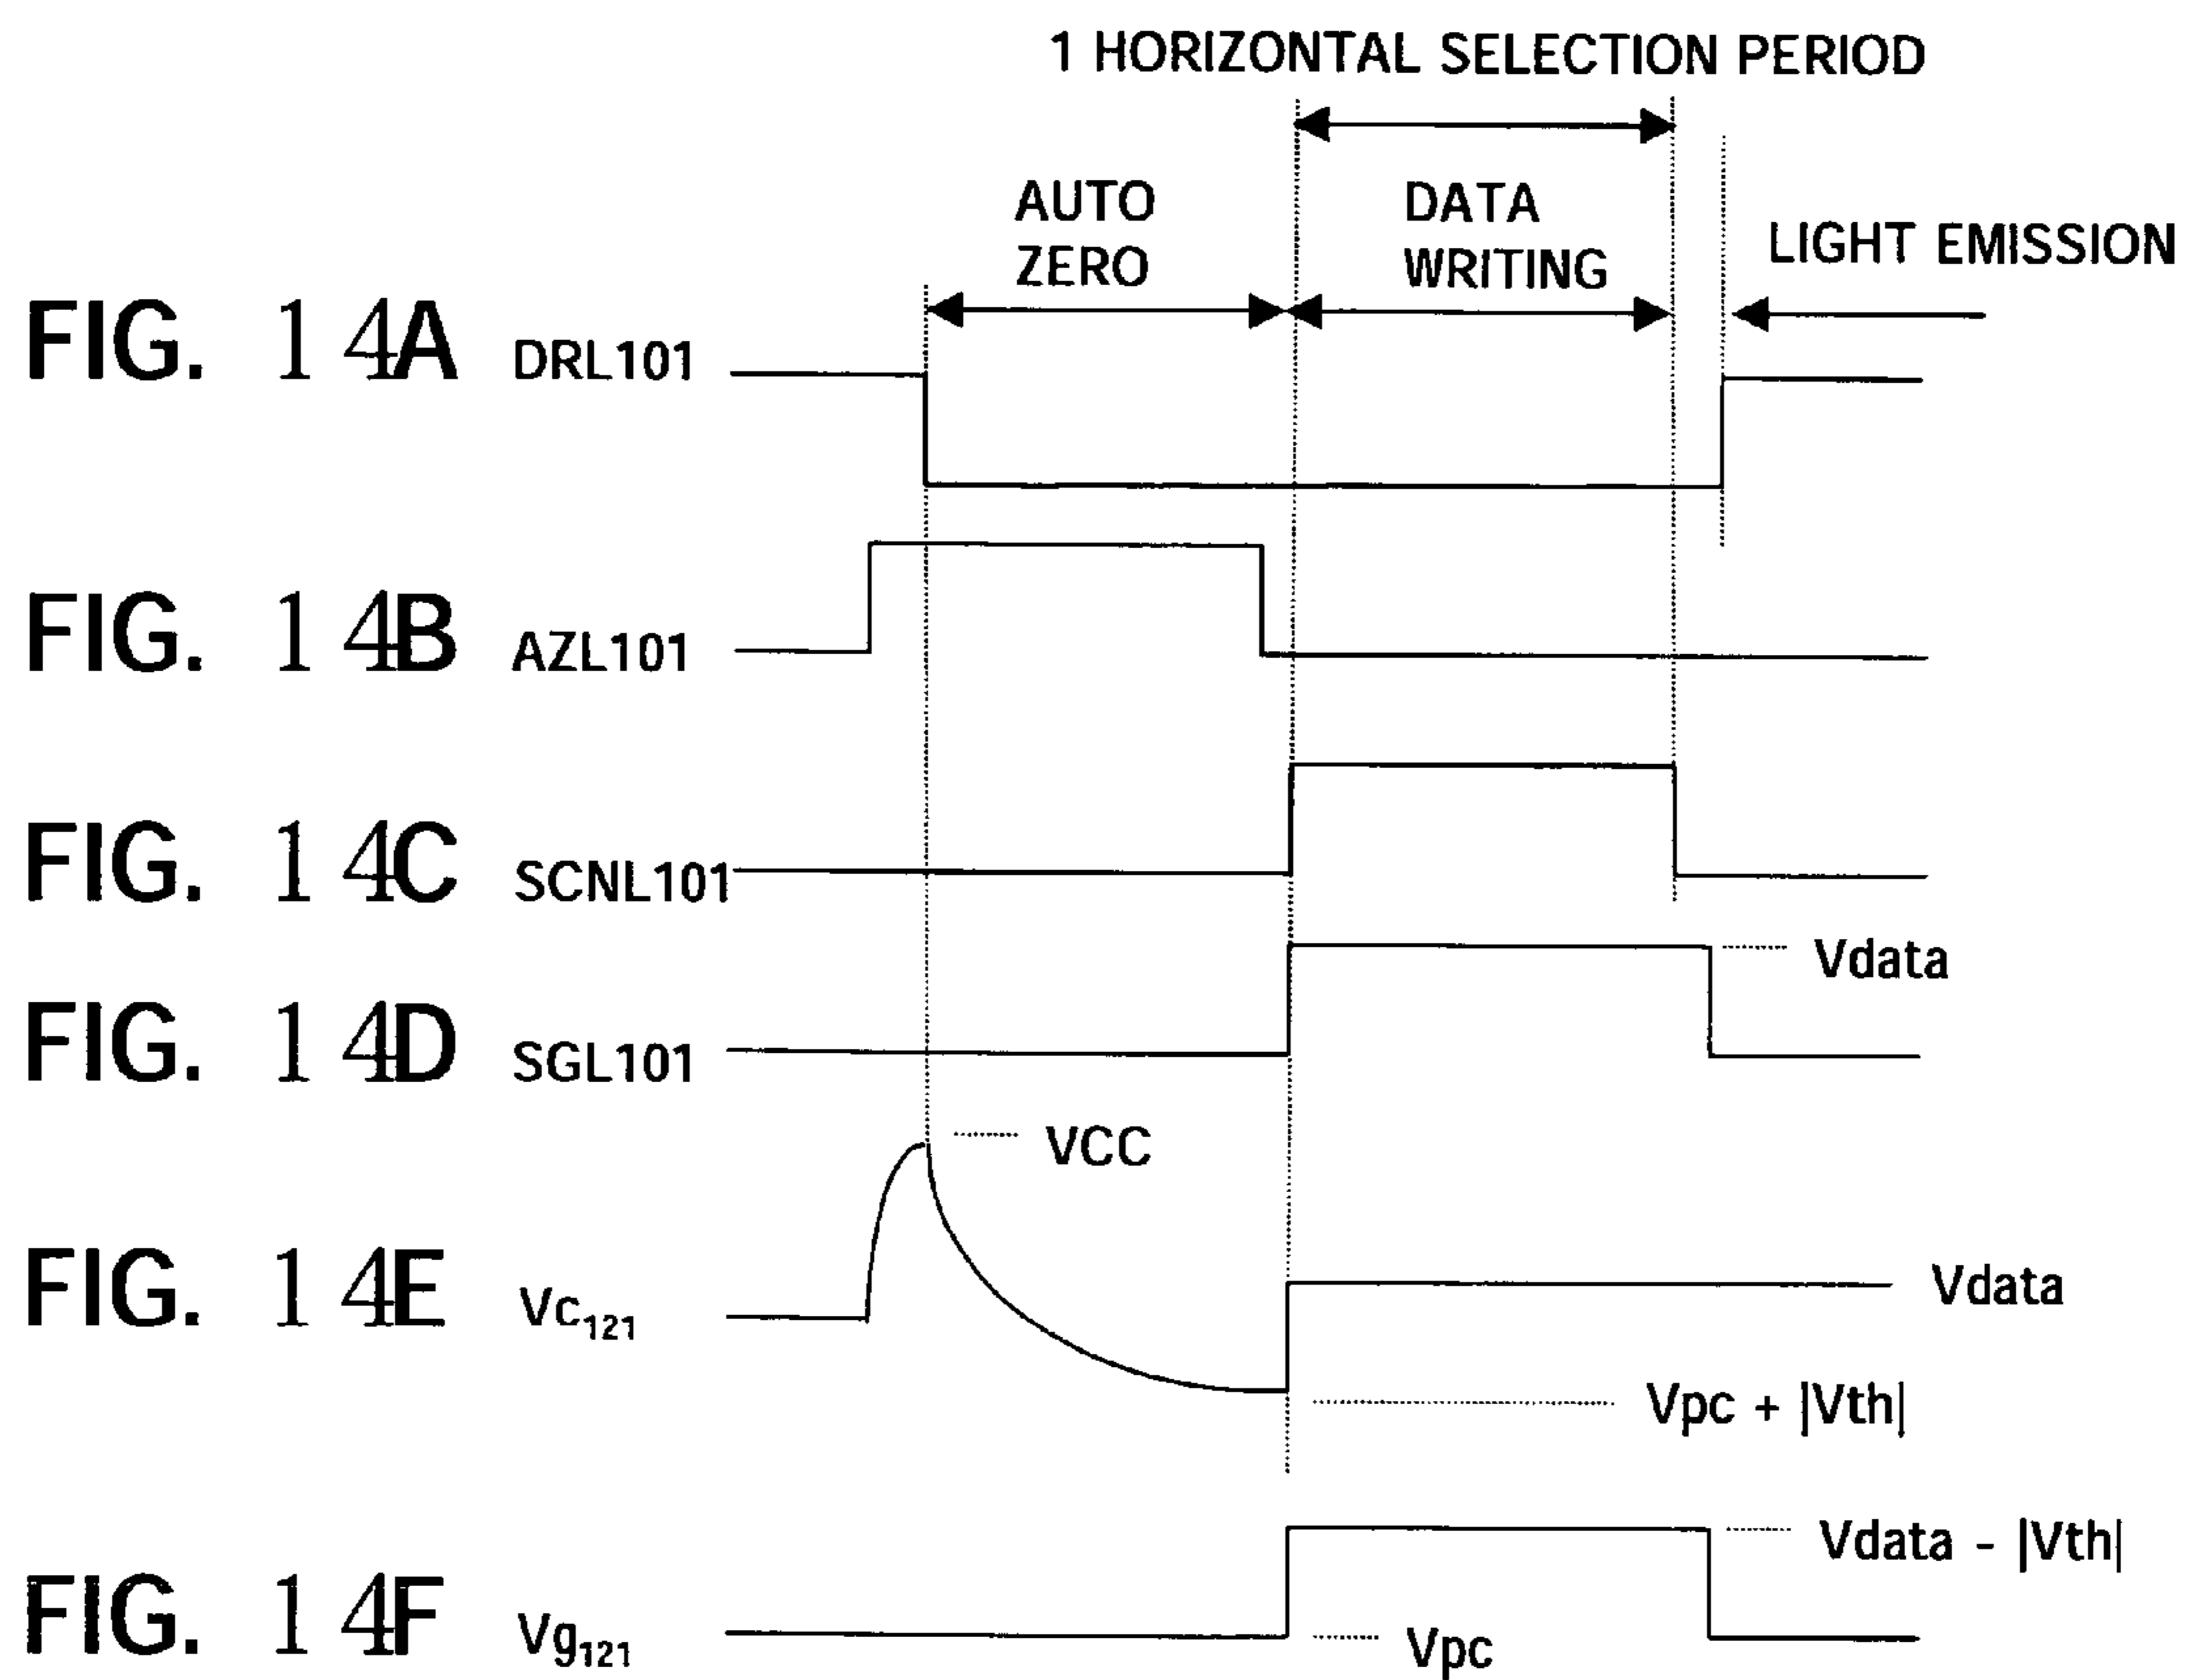 1 HORIZONTAL SELECTION PERIOD
AUTO
ZERO
DATA
WRITING
LIGHT EMISSION
FIG. 14A DRL101
FIG. 14B AZL101
FIG. 14C SCNL101
Vdata
FIG. 14D SGL101
VCC
FIG. 14E Vc121
Vdata
Vpc + |Vth|
Vdata - |Vth|
FIG. 14F Vg121
Vpc